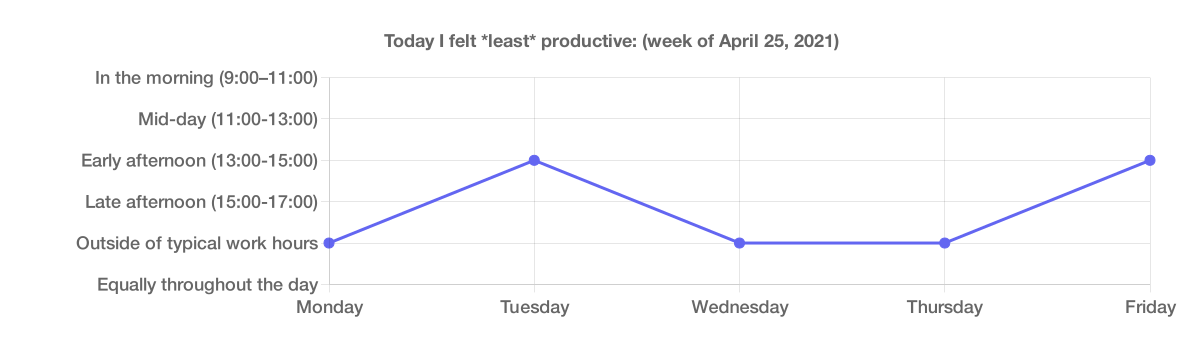 Today I felt *least* productive: (week of April 25, 2021)
In the morning (9:00–11:00)
Mid-day (11:00-13:00)
Early afternoon (13:00-15:00)
Late afternoon (15:00-17:00)
Outside of typical work hours
Equally throughout the day
Monday Tuesday Wednesday Thursday Friday